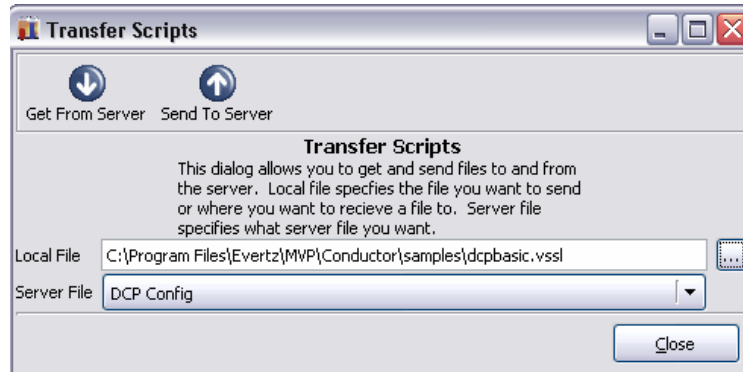 Transfer Scripts
Get From Server Send To Server
Transfer Scripts
This dialog allows you to get and send files to and from
the server. Local file specfies the file you want to send
or where you want to recieve a file to. Server file
specifies what server file you want.
Local File C:\Program Files\Evertz\MVP\Conductor\samples\dcpbasic.vssl ...
Server File DCP Config
Close